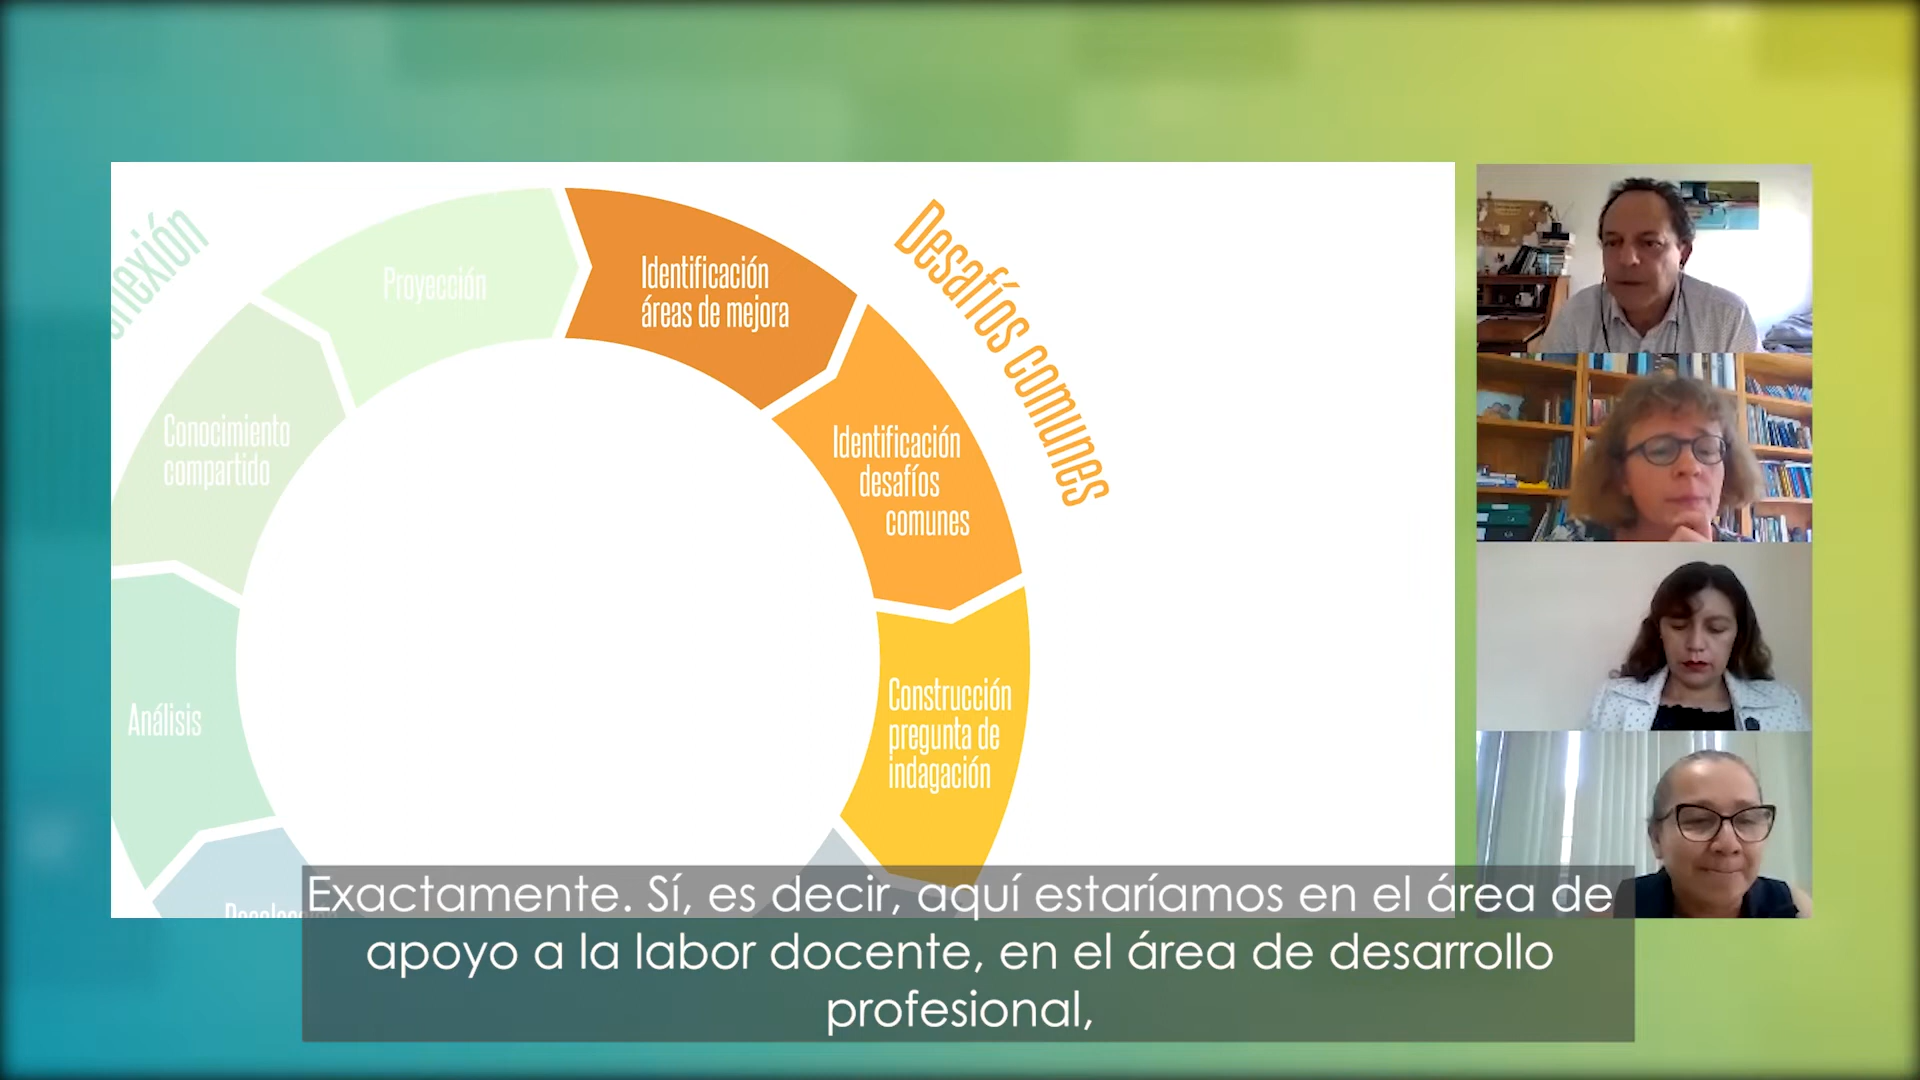 Proyección
Identificación
áreas de mejora
Desafíos comunes
Conocimiento
compartido
Identificación
desafíos
comunes
Análisis
Construcción
pregunta de
indagación
Exactamente. Sí, es decir, aquí estaríamos en el área de
apoyo a la labor docente, en el área de desarrollo
profesional,